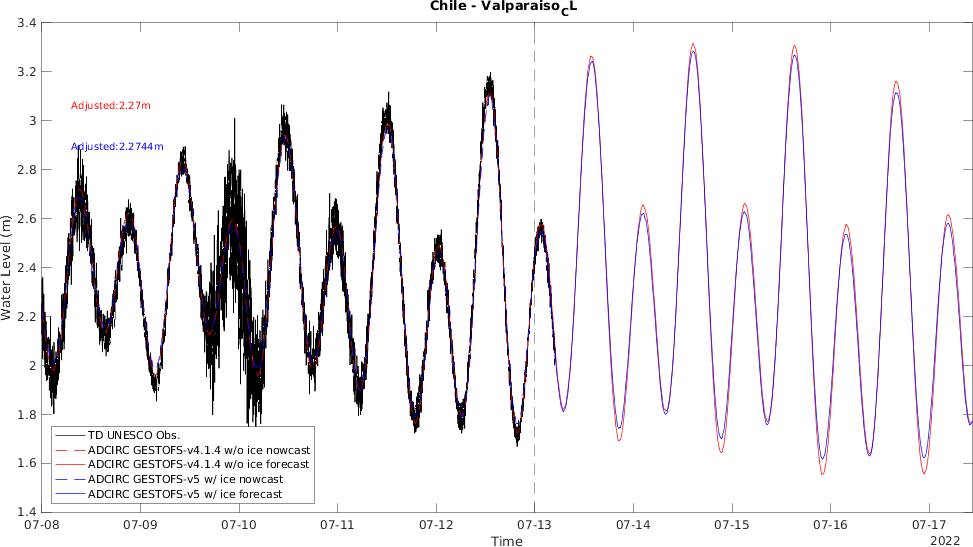 Chile - Valparaiso_CL
3.4
3.2
3
2.8
2.6
2.4
2.2
2
1.8
1.6
1.4
Water Level (m)
Adjusted:2.27m
Adjusted:2.2744m
TD UNESCO Obs.
ADCIRC GESTOFS-v4.1.4 w/o ice nowcast
ADCIRC GESTOFS-v4.1.4 w/o ice forecast
ADCIRC GESTOFS-v5 w/ ice nowcast
ADCIRC GESTOFS-v5 w/ ice forecast
07-08 07-09 07-10 07-11 07-12 07-13 07-14 07-15 07-16 07-17
Time
2022